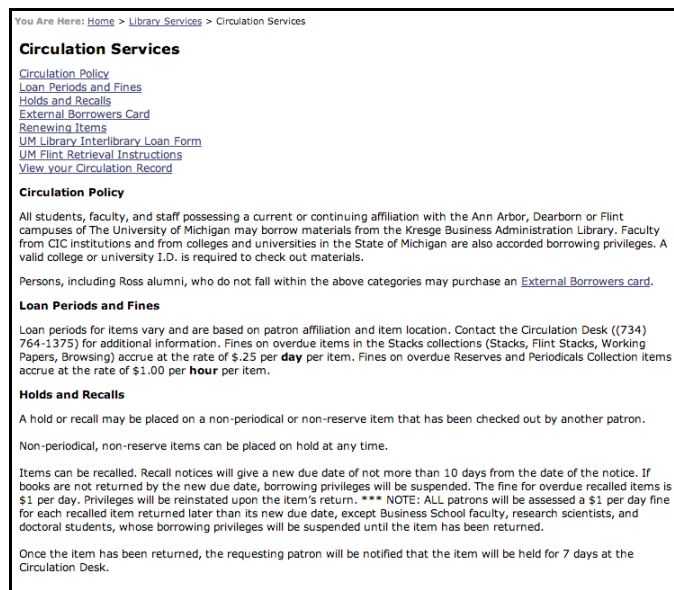 You Are Here: Home > Library Services > Circulation Services
Circulation Services
Circulation Policy
Loan Periods and Fines
Holds and Recalls
External Borrowers Card
Renewing Items
UM Library Interlibrary Loan Form
UM Flint Retrieval Instructions
View your Circulation Record
Circulation Policy
All students, faculty, and staff possessing a current or continuing affiliation with the Ann Arbor, Dearborn or Flint
campuses of The University of Michigan may borrow materials from the Kresge Business Administration Library. Faculty
from CIC institutions and from colleges and universities in the State of Michigan are also accorded borrowing privileges. A
valid college or university I.D. is required to check out materials.
Persons, including Ross alumni, who do not fall within the above categories may purchase an External Borrowers card.
Loan Periods and Fines
Loan periods for items vary and are based on patron affiliation and item location. Contact the Circulation Desk ((734)
764-1375) for additional information. Fines on overdue items in the Stacks collections (Stacks, Flint Stacks, Working
Papers, Browsing) accrue at the rate of $.25 per day per item. Fines on overdue Reserves and Periodicals Collection items
accrue at the rate of $1.00 per hour per item.
Holds and Recalls
A hold or recall may be placed on a non-periodical or non-reserve item that has been checked out by another patron.
Non-periodical, non-reserve items can be placed on hold at any time.
Items can be recalled. Recall notices will give a new due date of not more than 10 days from the date of the notice. If
books are not returned by the new due date, borrowing privileges will be suspended. The fine for overdue recalled items is
$1 per day. Privileges will be reinstated upon the item's return. *** NOTE: ALL patrons will be assessed a $1 per day fine
for each recalled item returned later than its new due date, except Business School faculty, research scientists, and
doctoral students, whose borrowing privileges will be suspended until the item has been returned.
Once the item has been returned, the requesting patron will be notified that the item will be held for 7 days at the
Circulation Desk.